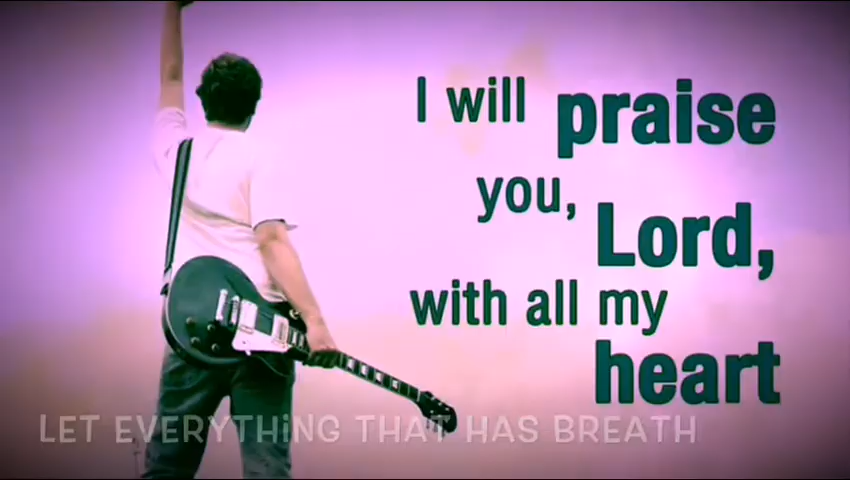 I will praise
you, Lord,
with all my
heart
LET EVERYTHiNG THAT HAS BREATH